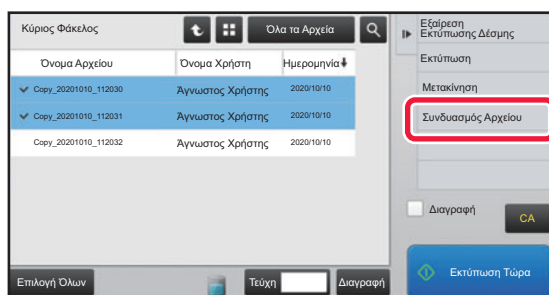 Κύριος Φάκελος
Όλα τα Αρχεία
Όνομα Αρχείου Όνομα Χρήστη Ημερομηνία
Copy_20201010_112030 Άγνωστος Χρήστης 2020/10/10
Copy_20201010_112031 Άγνωστος Χρήστης 2020/10/10
Copy_20201010_112032 Άγνωστος Χρήστης 2020/10/10
Επιλογή Όλων
Τεύχη
Διαγραφή
Εξαίρεση
Εκτύπωσης Δέσμης
Εκτύπωση
Μετακίνηση
Συνδυασμός Αρχείου
Διαγραφή
CA
Εκτύπωση Τώρα